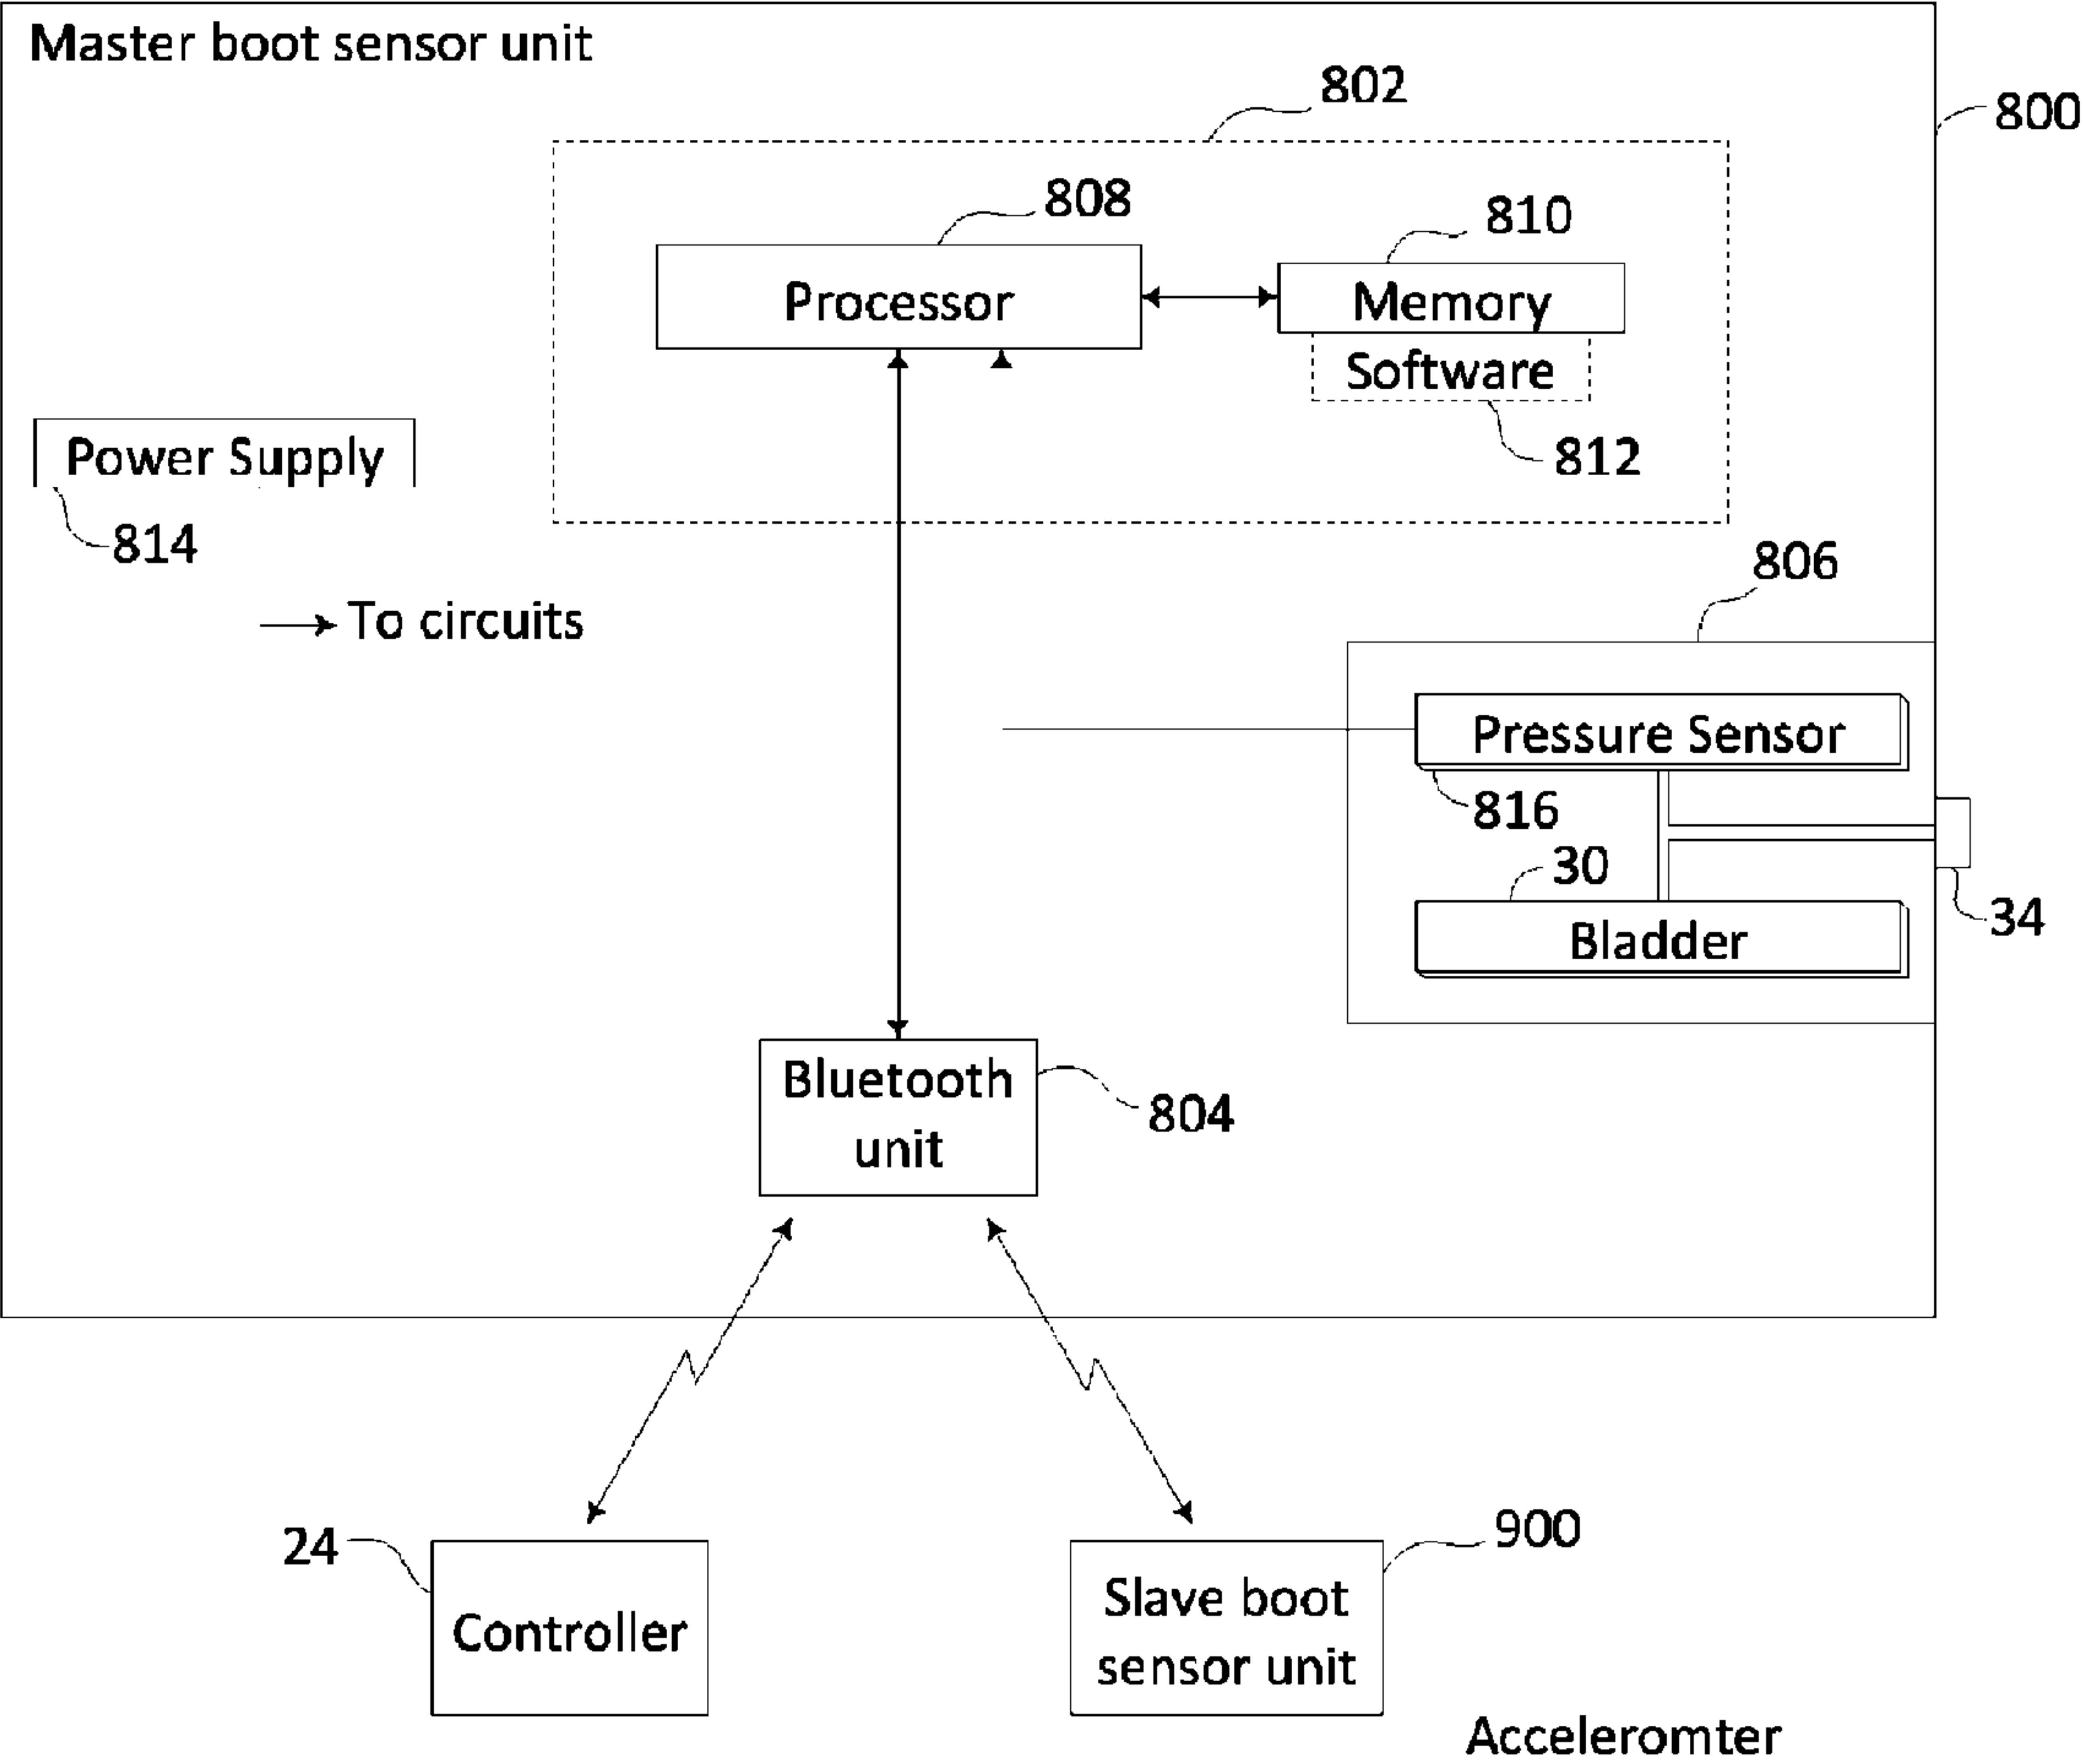 Master boot sensor unit
802
800
808
810
Processor
Memory
Software
812
Power Supply
814
806
To circuits
Pressure Sensor
816
30
34
Bladder
Bluetooth
unit
804
24
900
Controller
Slave boot
sensor unit
Acceleromter